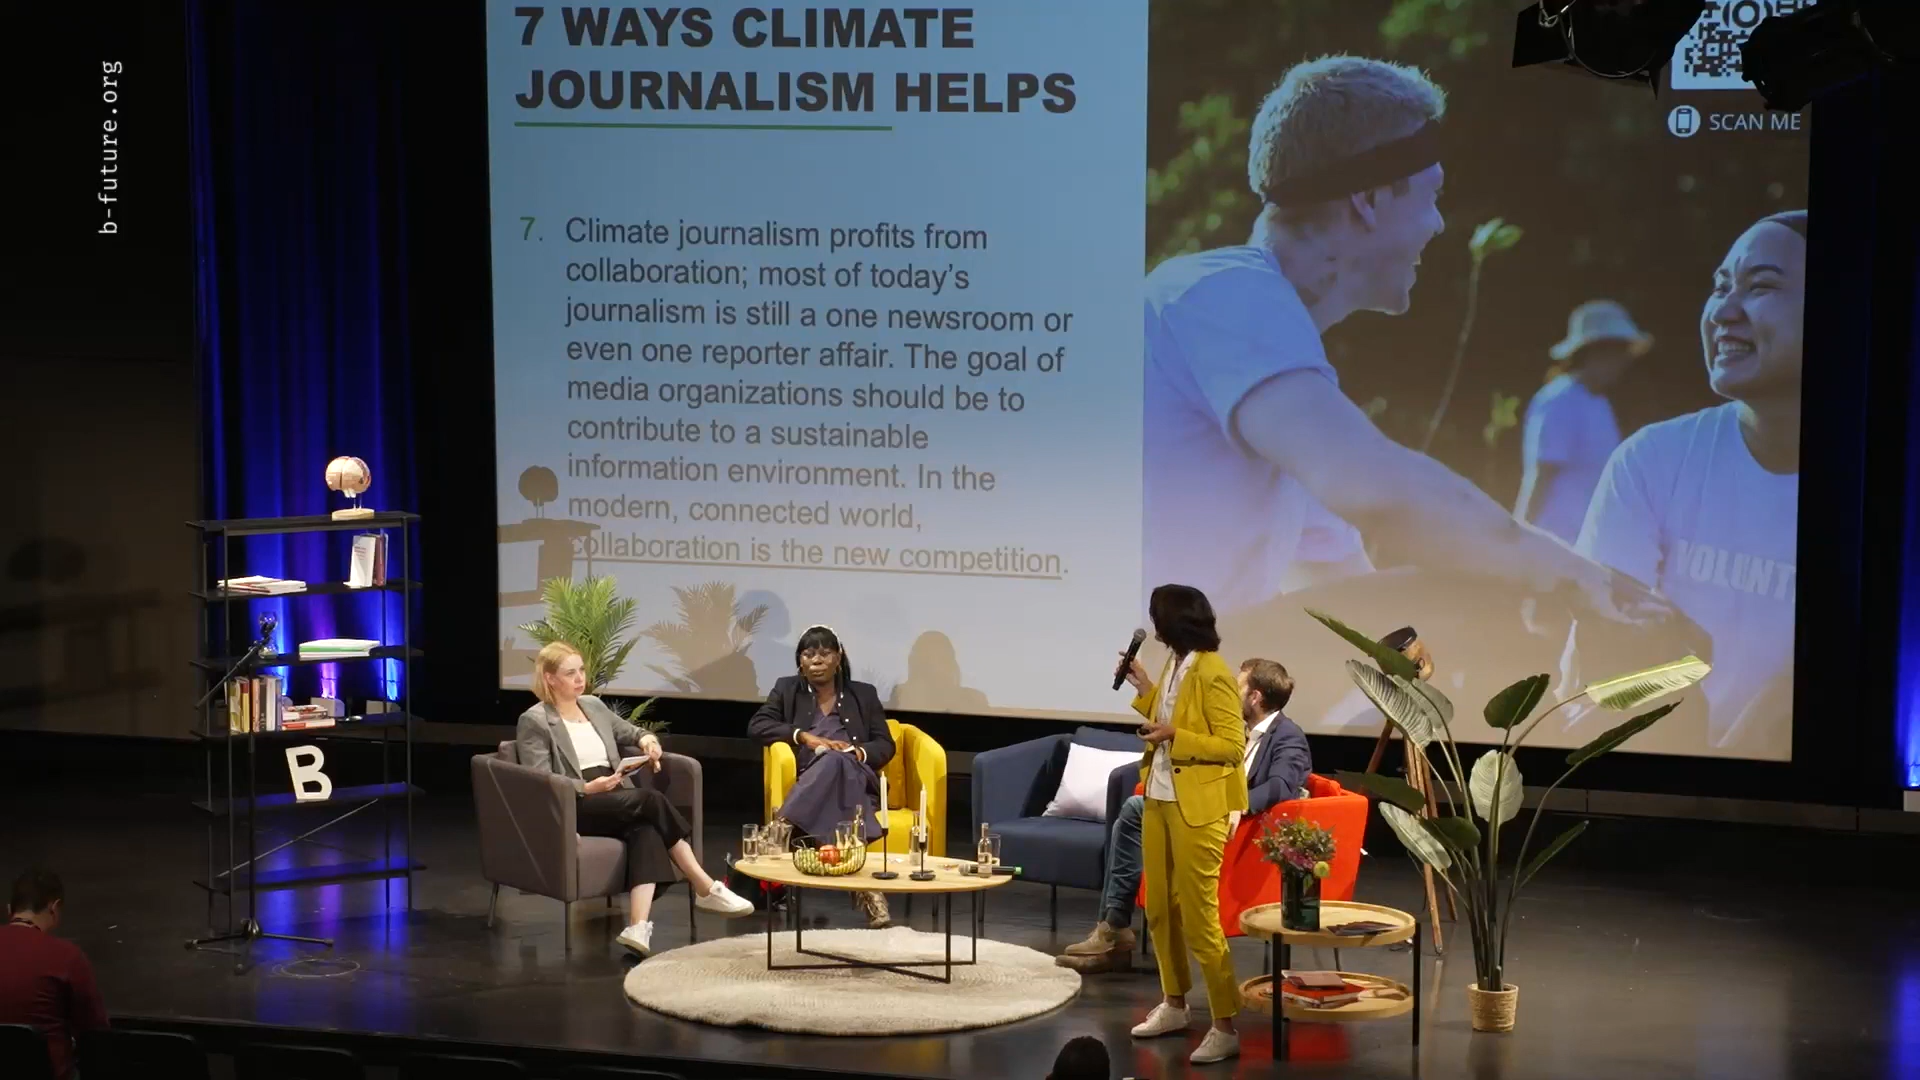 b-future.org
7 WAYS CLIMATE
JOURNALISM HELPS
SCAN ME
7. Climate journalism profits from
collaboration; most of today’s
journalism is still a one newsroom or
even one reporter affair. The goal of
media organizations should be to
contribute to a sustainable
information environment. In the
modern, connected world,
collaboration is the new competition.
VOLUNT
B